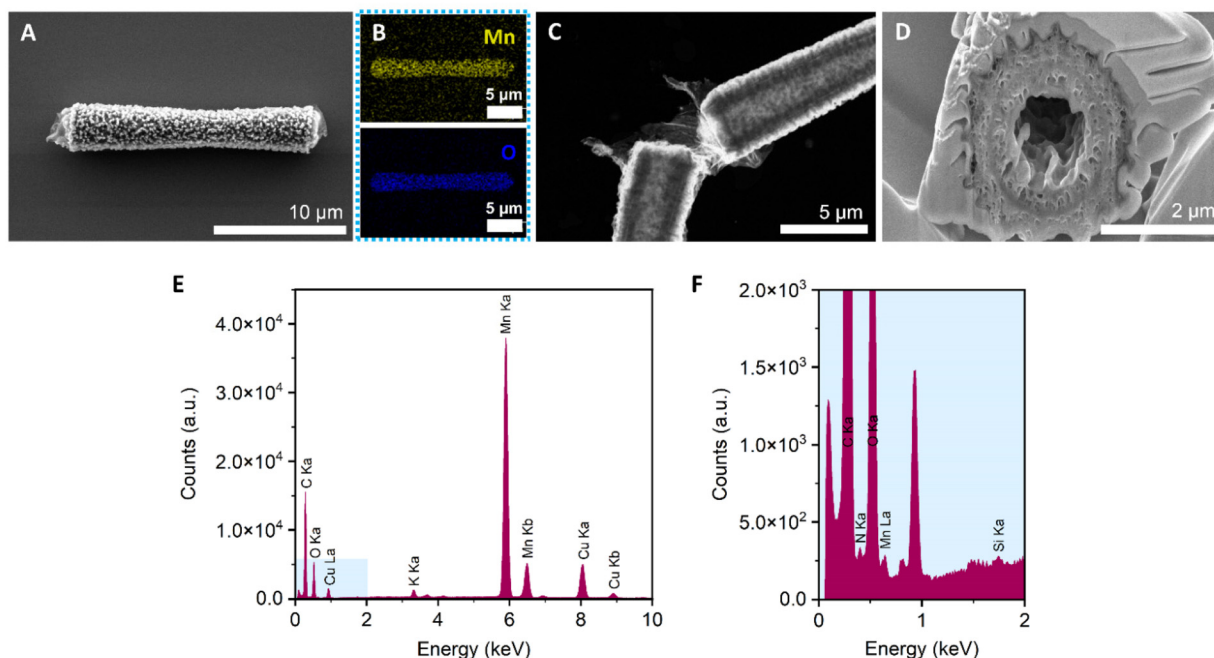 A
10 µm
B
Mn
5 µm
O
5 µm
C
5 µm
D
2 µm
E
4.0×10⁴
3.0×10⁴
2.0×10⁴
1.0×10⁴
0.0
Counts (a.u.)
C Ka
O Ka
Cu La
K Ka
Mn Ka
Mn Kb
Cu Ka
Cu Kb
0 2 4 6 8 10
Energy (keV)
F
2.0×10³
1.5×10³
1.0×10³
5.0×10²
0.0
Counts (a.u.)
C Ka
N Ka
O Ka
Mn La
Si Ka
0 1 2
Energy (keV)